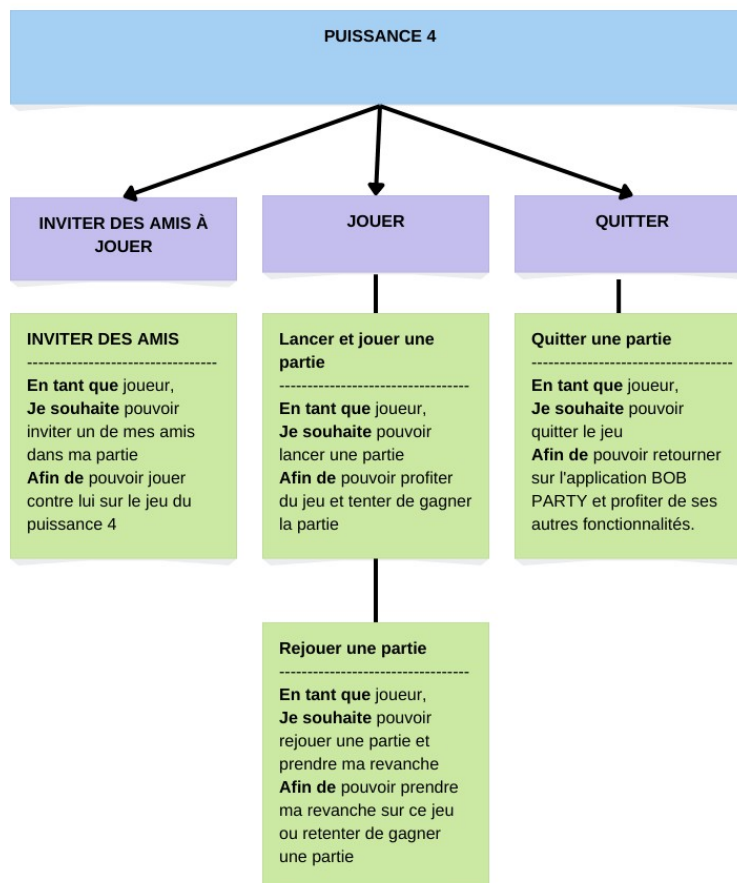 PUISSANCE 4
INVITER DES AMIS À
JOUER
JOUER
QUITTER
INVITER DES AMIS
----------------------------------
En tant que joueur,
Je souhaite pouvoir
inviter un de mes amis
dans ma partie
Afin de pouvoir jouer
contre lui sur le jeu du
puissance 4
Lancer et jouer une
partie
----------------------------------
En tant que joueur,
Je souhaite pouvoir
lancer une partie
Afin de pouvoir profiter
du jeu et tenter de gagner
la partie
Quitter une partie
------------------------------------
En tant que joueur,
Je souhaite pouvoir
quitter le jeu
Afin de pouvoir retourner
sur l'application BOB
PARTY et profiter de ses
autres fonctionnalités.
Rejouer une partie
----------------------------------
En tant que joueur,
Je souhaite pouvoir
rejouer une partie et
prendre ma revanche
Afin de pouvoir prendre
ma revanche sur ce jeu
ou retenter de gagner
une partie